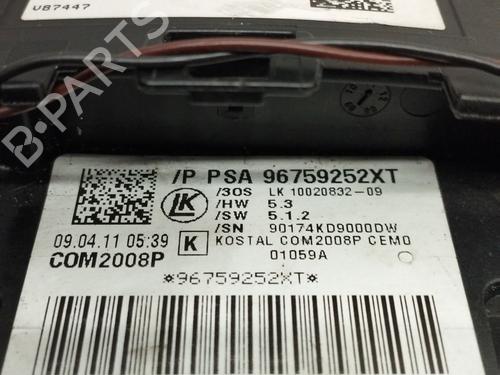 U87447
B-PARTS
/P PSA 96759252XT
/3OS LK 10020832-09
/HW 5.3
/SW 5.1.2
/SN 90174KD9000DW
LK
09.04.11 05:39 K KOSTAL COM2008P CEM0
COM2008P 01059A
*96759252XT*